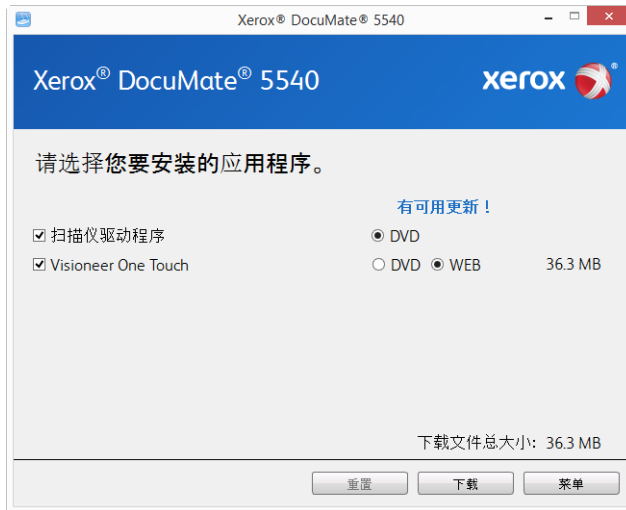 Xerox® DocuMate® 5540
Xerox® DocuMate® 5540
xerox ®
请选择您要安装的应用程序。
有可用更新！
扫描仪驱动程序 DVD
Visioneer One Touch DVD WEB 36.3 MB
下载文件总大小: 36.3 MB
重置 下载 菜单